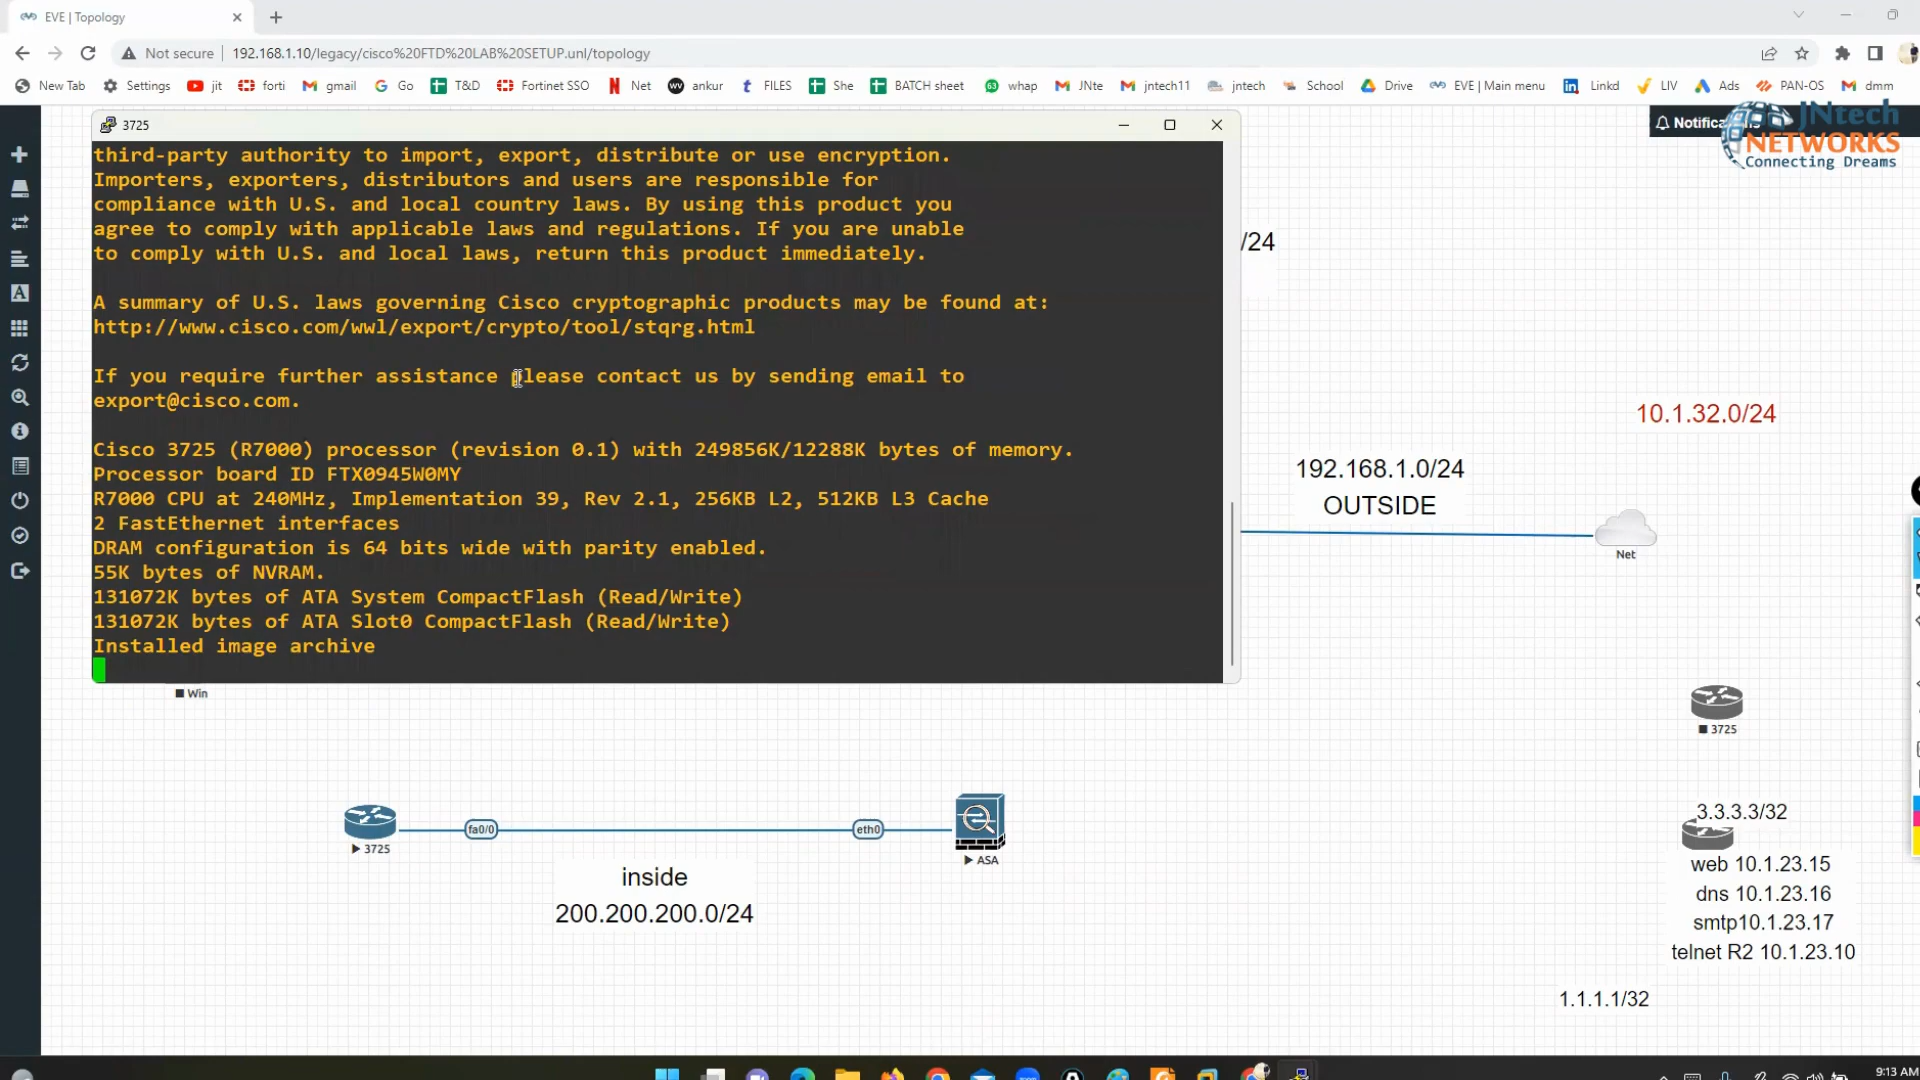 EVE | Topology
Not secure
192.168.1.10/legacy/cisco%20FTD%20LAB%20SETUP.unl/topology
New Tab
Settings
jit
forti
gmail
Go
T&D
Fortinet SSO
Net
ankur
FILES
She
BATCH sheet
63
whap
JNte
jntech11
jntech
School
Drive
EVE | Main menu
Linkd
LIV
Ads
PAN-OS
dmm
JNtech
NETWORKS
Connecting Dreams
3725
third-party authority to import, export, distribute or use encryption.
Importers, exporters, distributors and users are responsible for
compliance with U.S. and local country laws. By using this product you
agree to comply with applicable laws and regulations. If you are unable
to comply with U.S. and local laws, return this product immediately.
A summary of U.S. laws governing Cisco cryptographic products may be found at:
http://www.cisco.com/wwl/export/crypto/tool/stqrg.html
If you require further assistance please contact us by sending email to
export@cisco.com.
Cisco 3725 (R7000) processor (revision 0.1) with 249856K/12288K bytes of memory.
Processor board ID FTX0945W0MY
R7000 CPU at 240MHz, Implementation 39, Rev 2.1, 256KB L2, 512KB L3 Cache
2 FastEthernet interfaces
DRAM configuration is 64 bits wide with parity enabled.
55K bytes of NVRAM.
131072K bytes of ATA System CompactFlash (Read/Write)
131072K bytes of ATA Slot0 CompactFlash (Read/Write)
Installed image archive
/24
10.1.32.0/24
192.168.1.0/24
OUTSIDE
Net
Win
3725
fa0/0
eth0
3725
ASA
inside
200.200.200.0/24
3.3.3.3/32
web 10.1.23.15
dns 10.1.23.16
smtp10.1.23.17
telnet R2 10.1.23.10
1.1.1.1/32
9:13 AM